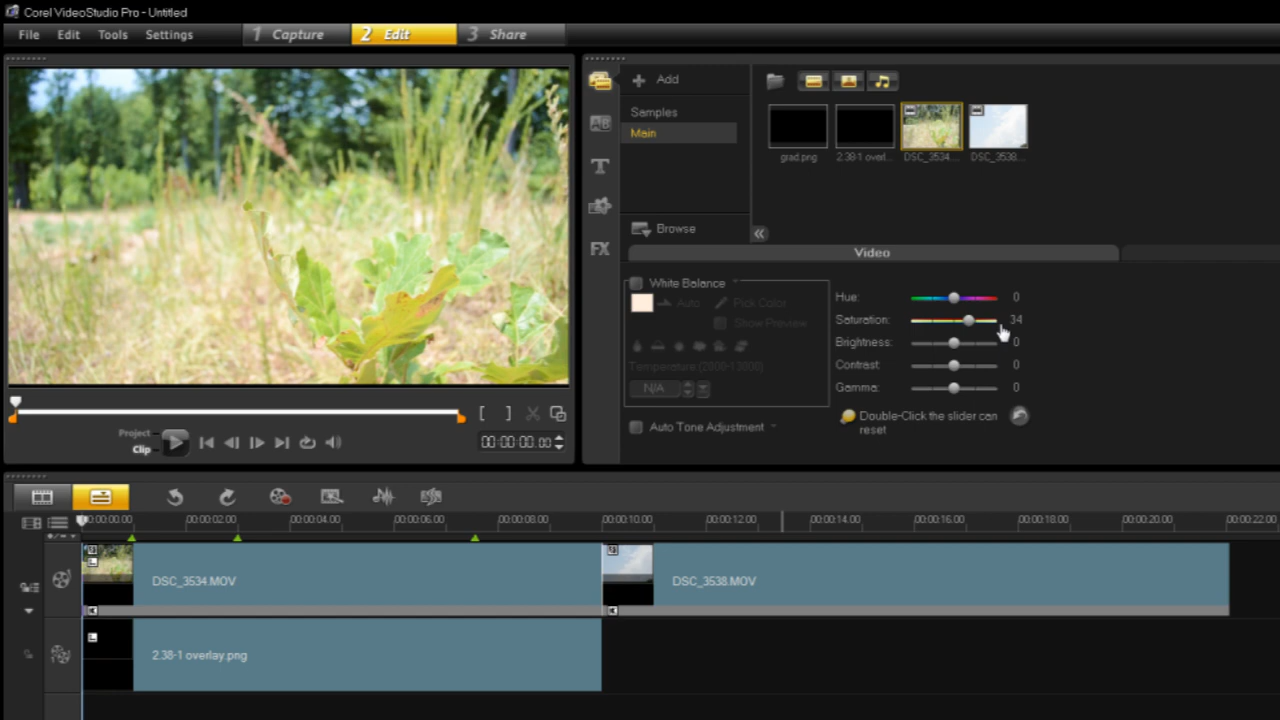 Corel VideoStudio Pro - Untitled
File Edit Tools Settings 1 Capture 2 Edit 3 Share
Add
Samples
Main
grad.png 2.38-1 overl... DSC_3534.... DSC_3538...
T
Browse
FX
Video
White Balance
Auto Pick Color
Show Preview
Temperature (2000-13000)
N/A
Auto Tone Adjustment
Hue: 0
Saturation: 34
Brightness: 0
Contrast: 0
Gamma: 0
Double-Click the slider can
reset
[ ]
Project
Clip
00:00:00.00
00:00:00.00 00:00:02.00 00:00:04.00 00:00:06.00 00:00:08.00 00:00:10.00 00:00:12.00 00:00:14.00 00:00:16.00 00:00:18.00 00:00:20.00 00:00:22.00
DSC_3534.MOV DSC_3538.MOV
2.38-1 overlay.png